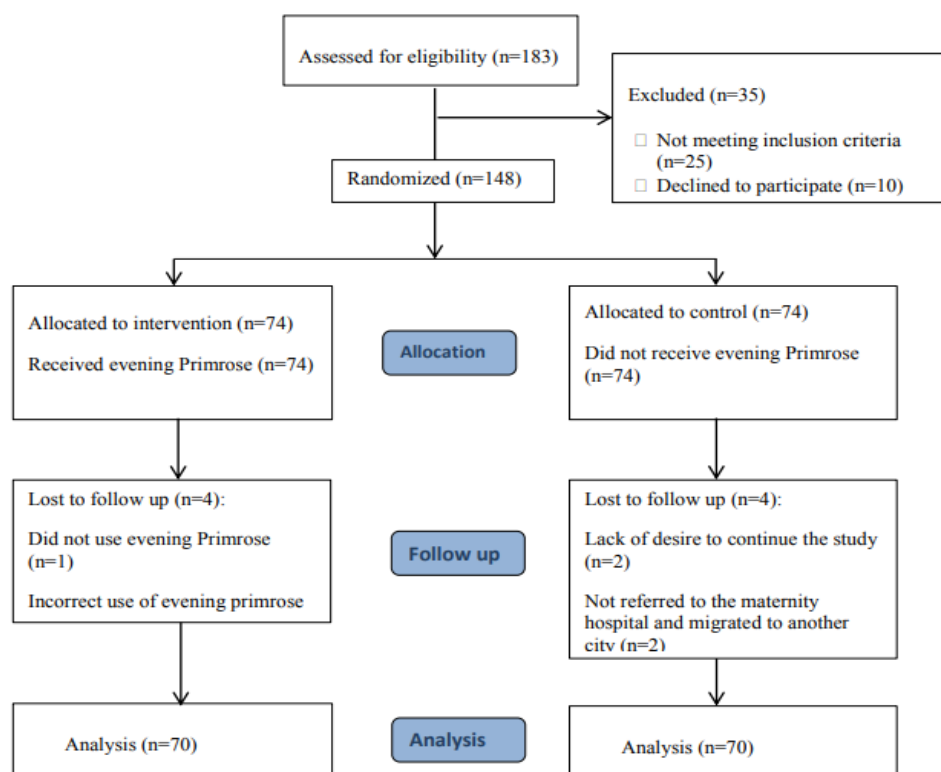 Assessed for eligibility (n=183)
Excluded (n=35)
□ Not meeting inclusion criteria
(n=25)
□ Declined to participate (n=10)
Randomized (n=148)
Allocated to intervention (n=74)
Received evening Primrose (n=74)
Allocation
Allocated to control (n=74)
Did not receive evening Primrose
(n=74)
Lost to follow up (n=4):
Did not use evening Primrose
(n=1)
Incorrect use of evening primrose
Follow up
Lost to follow up (n=4):
Lack of desire to continue the study
(n=2)
Not referred to the maternity
hospital and migrated to another
city (n=2)
Analysis (n=70)
Analysis
Analysis (n=70)